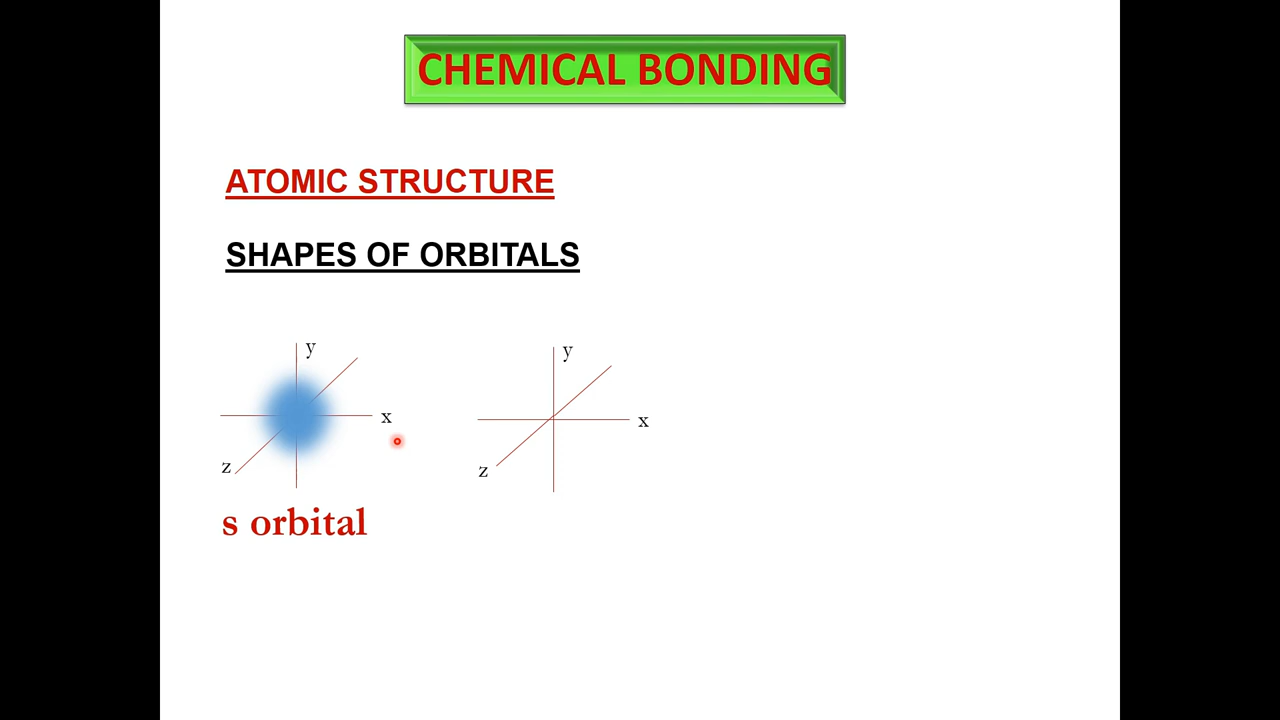 CHEMICAL BONDING
ATOMIC STRUCTURE
SHAPES OF ORBITALS
y
x
z
y
x
z
s orbital